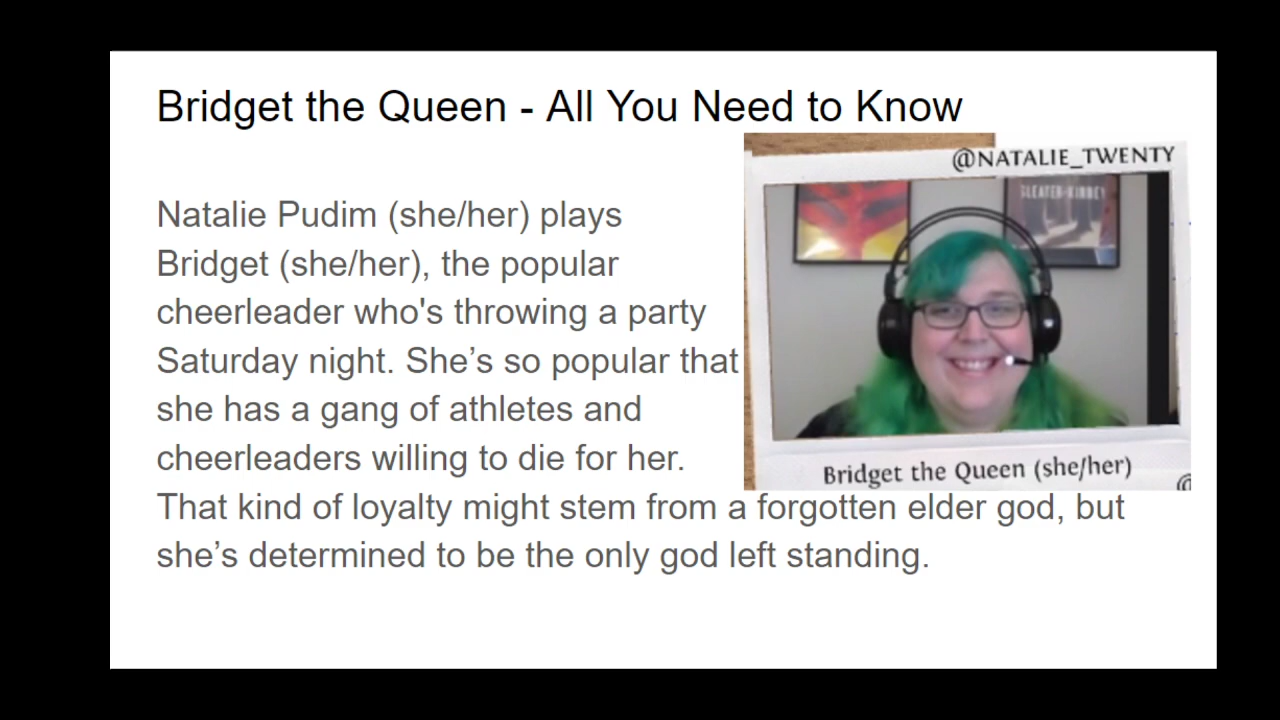 Bridget the Queen - All You Need to Know
@NATALIE_TWENTY
SLEATER-KINNEY
Natalie Pudim (she/her) plays
Bridget (she/her), the popular
cheerleader who's throwing a party
Saturday night. She’s so popular that
she has a gang of athletes and
cheerleaders willing to die for her.
Bridget the Queen (she/her)
@
That kind of loyalty might stem from a forgotten elder god, but
she’s determined to be the only god left standing.